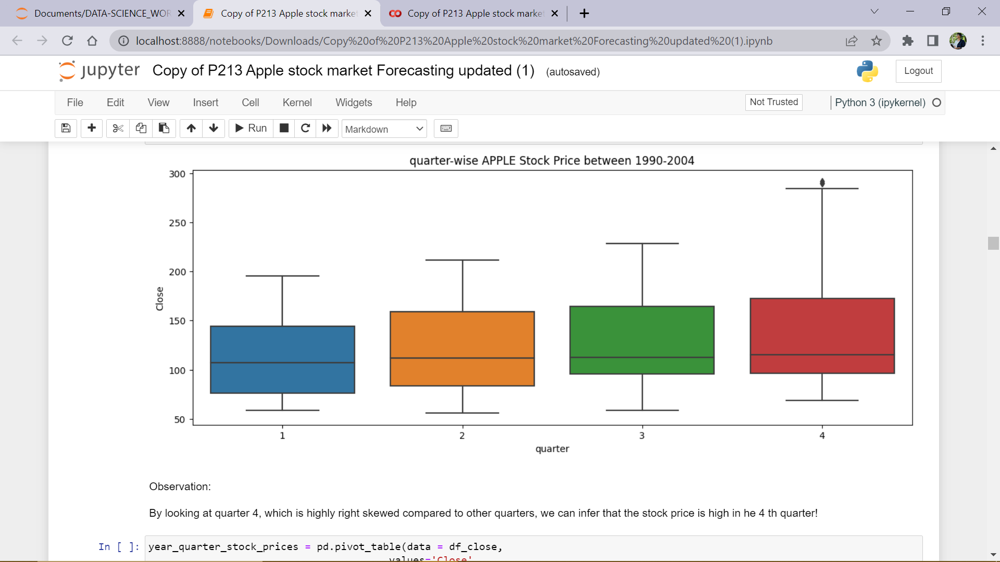 Documents/DATA-SCIENCE_WOR
Copy of P213 Apple stock market
Copy of P213 Apple stock market
localhost:8888/notebooks/Downloads/Copy%20of%20P213%20Apple%20stock%20market%20Forecasting%20updated%20(1).ipynb
jupyter Copy of P213 Apple stock market Forecasting updated (1) (autosaved)
Logout
File Edit View Insert Cell Kernel Widgets Help
Not Trusted
Python 3 (ipykernel)
Run
Markdown
quarter-wise APPLE Stock Price between 1990-2004
300
250
200
150
100
50
Close
1 2 3 4
quarter
Observation:
By looking at quarter 4, which is highly right skewed compared to other quarters, we can infer that the stock price is high in he 4 th quarter!
In [ ]: year_quarter_stock_prices = pd.pivot_table(data = df_close,
values='Close'